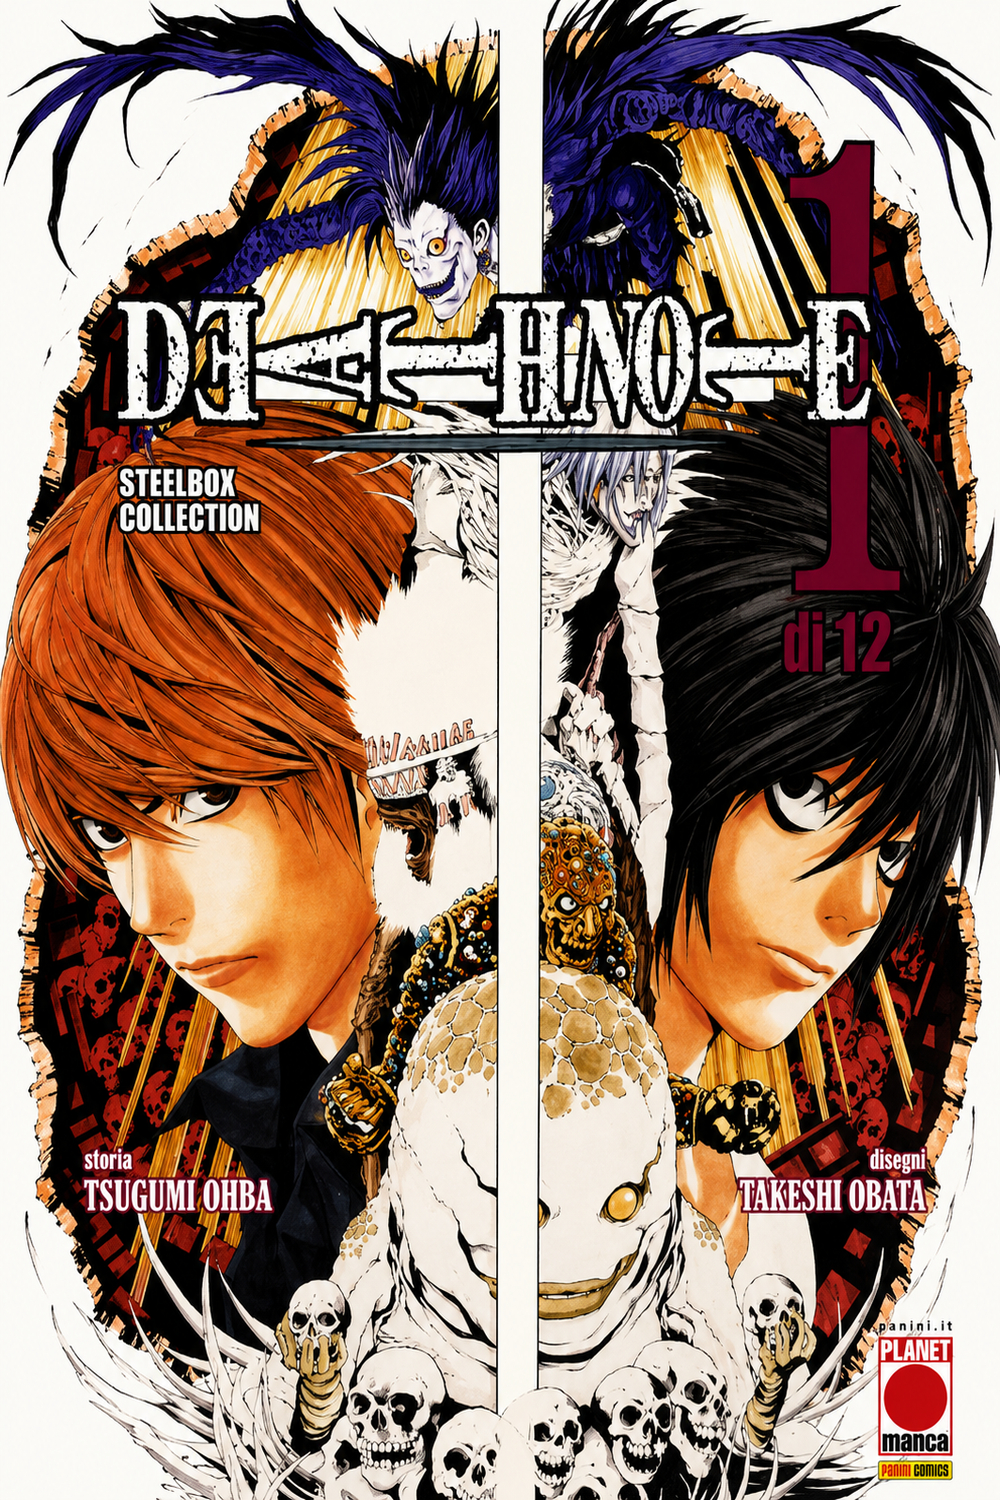 1
DEATH NOTE
STEELBOX
COLLECTION
di 12
storia
TSUGUMI OHBA
disegni
TAKESHI OBATA
panini.it
PLANET
manga
PANINI COMICS